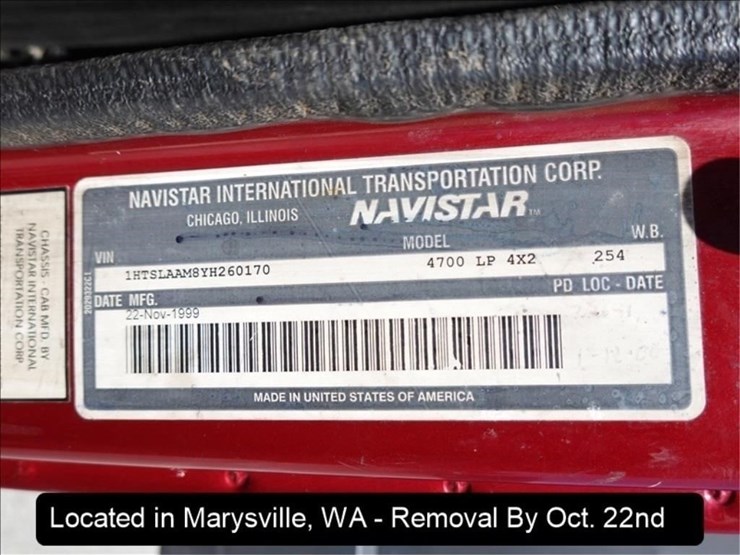 NAVISTAR INTERNATIONAL TRANSPORTATION CORP.
CHICAGO, ILLINOIS
NAVISTAR™
VIN
MODEL
W.B.
1HTSLAAM8YH260170
4700 LP 4X2
254
DATE MFG.
PD LOC - DATE
22-Nov-1999
MADE IN UNITED STATES OF AMERICA
CHASSIS - CAB MFD. BY
NAVISTAR INTERNATIONAL
TRANSPORTATION CORP.
Located in Marysville, WA - Removal By Oct. 22nd